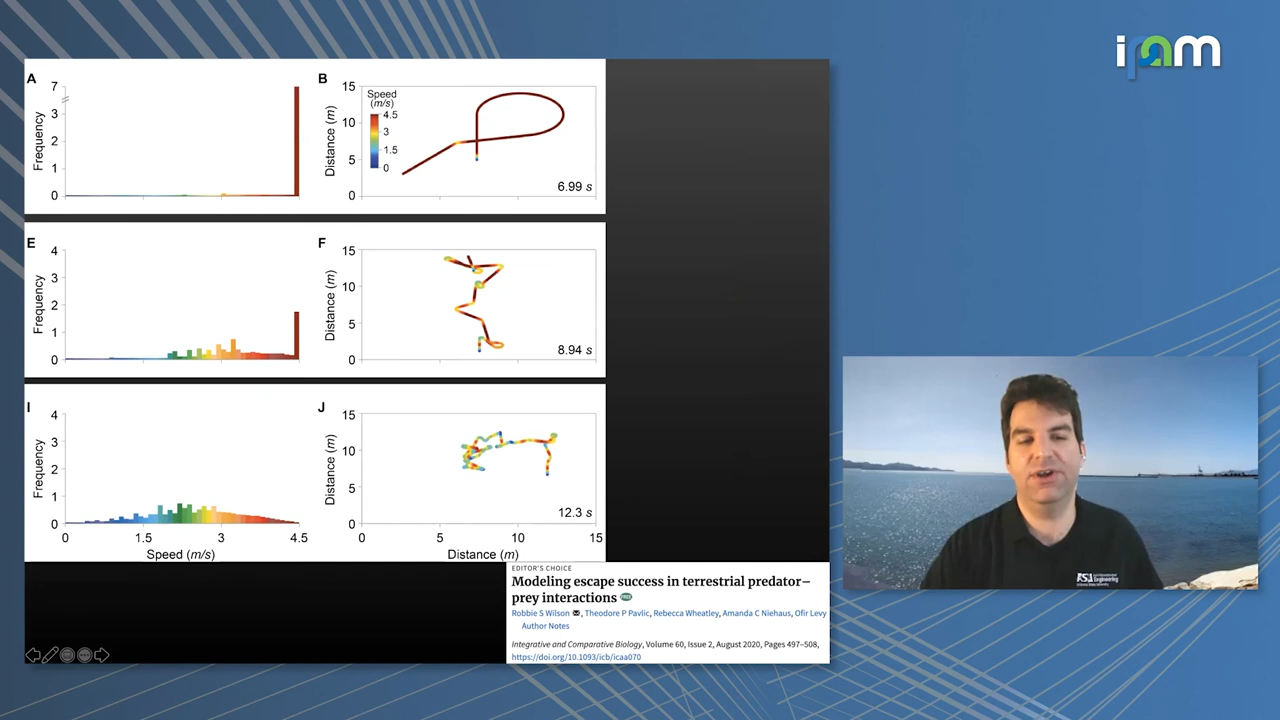 ipam
A
7
3
2
1
0
Frequency
B
15
10
5
0
Distance (m)
Speed
(m/s)
4.5
3
1.5
0
6.99 s
E
4
3
2
1
0
Frequency
F
15
10
5
0
Distance (m)
8.94 s
I
4
3
2
1
0
Frequency
0 1.5 3 4.5
Speed (m/s)
J
15
10
5
0
Distance (m)
12.3 s
0 5 10 15
Distance (m)
EDITOR'S CHOICE
Modeling escape success in terrestrial predator–
prey interactions FREE
Robbie S Wilson, Theodore P Pavlic, Rebecca Wheatley, Amanda C Niehaus, Ofir Levy
Author Notes
Integrative and Comparative Biology, Volume 60, Issue 2, August 2020, Pages 497–508,
https://doi.org/10.1093/icb/icaa070
ASU
Engineering